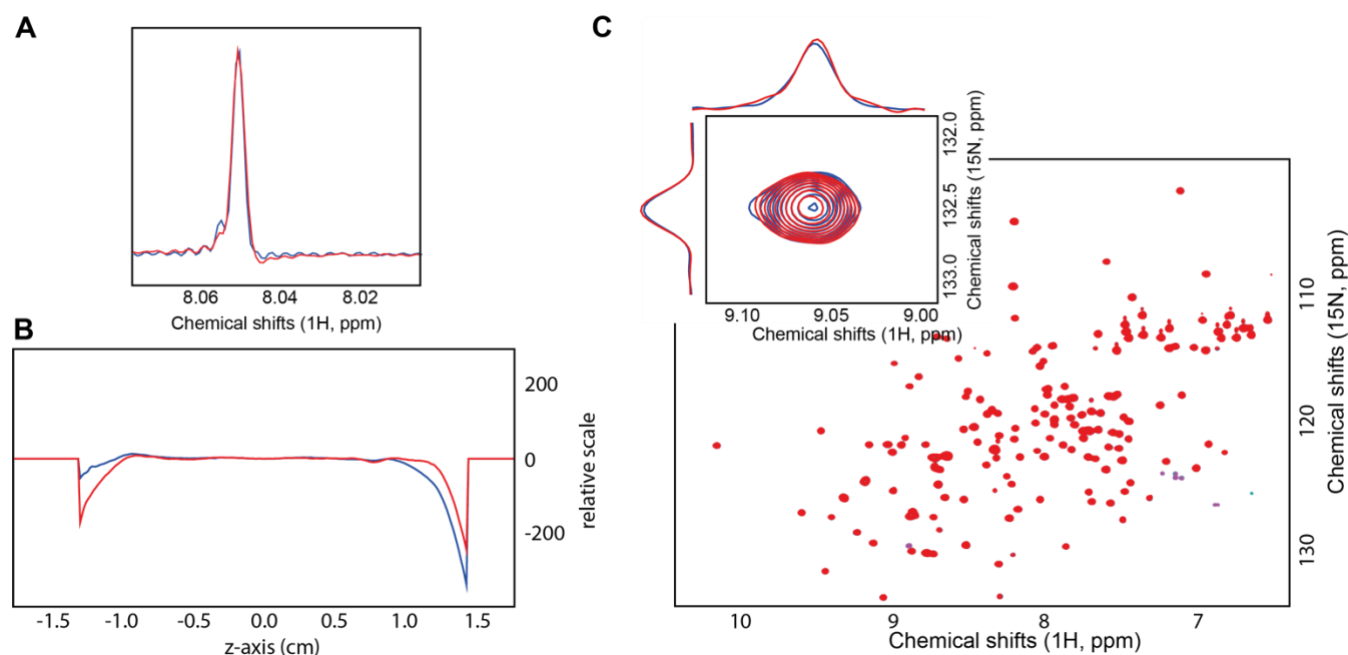 A
8.06 8.04 8.02
Chemical shifts (1H, ppm)
B
200
0
-200
relative scale
-1.5 -1.0 -0.5 0.0 0.5 1.0 1.5
z-axis (cm)
C
132.0
132.5
133.0
Chemical shifts (15N, ppm)
9.10 9.05 9.00
Chemical shifts (1H, ppm)
110
120
130
Chemical shifts (15N, ppm)
10 9 8 7
Chemical shifts (1H, ppm)